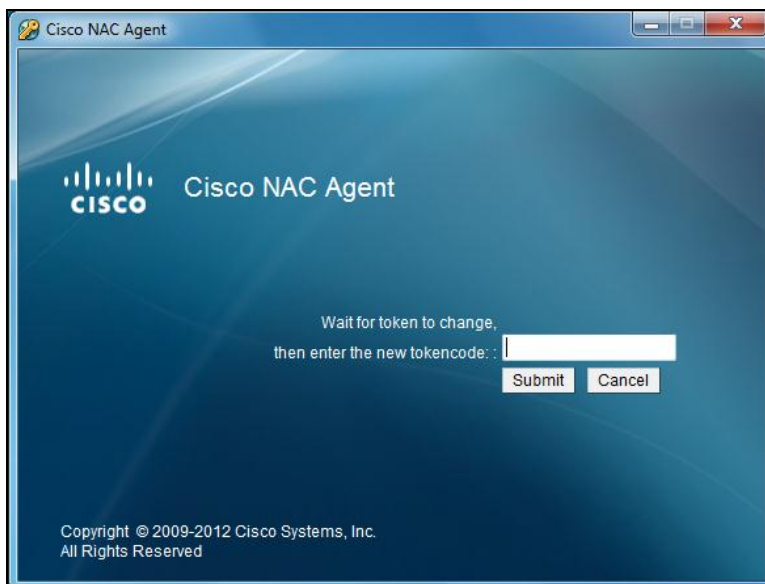 Cisco NAC Agent
CISCO
Cisco NAC Agent
Wait for token to change,
then enter the new tokencode: :
Submit Cancel
Copyright © 2009-2012 Cisco Systems, Inc.
All Rights Reserved